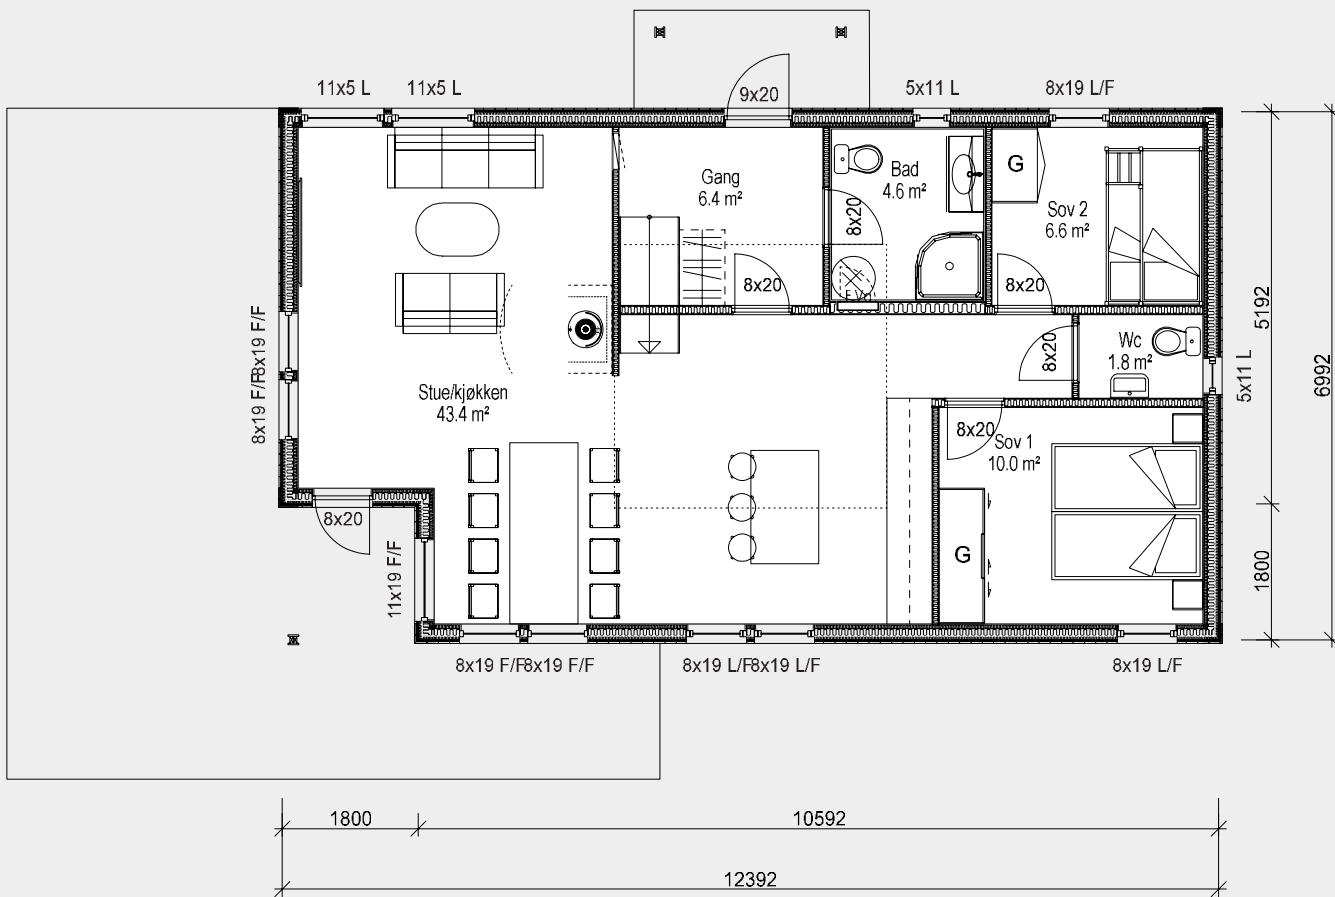 11x5 L
11x5 L
9x20
5x11 L
8x19 L/F
Gang
6.4 m²
Bad
4.6 m²
G
Sov 2
6.6 m²
8x20
8x20
8x20
5192
6992
8x19 F/F
8x19 F/F
Wc
1.8 m²
8x20
5x11 L
Stue/kjøkken
43.4 m²
8x20
Sov 1
10.0 m²
8x20
G
11x19 F/F
1800
8x19 F/F
8x19 F/F
8x19 L/F
8x19 L/F
8x19 L/F
1800
10592
12392